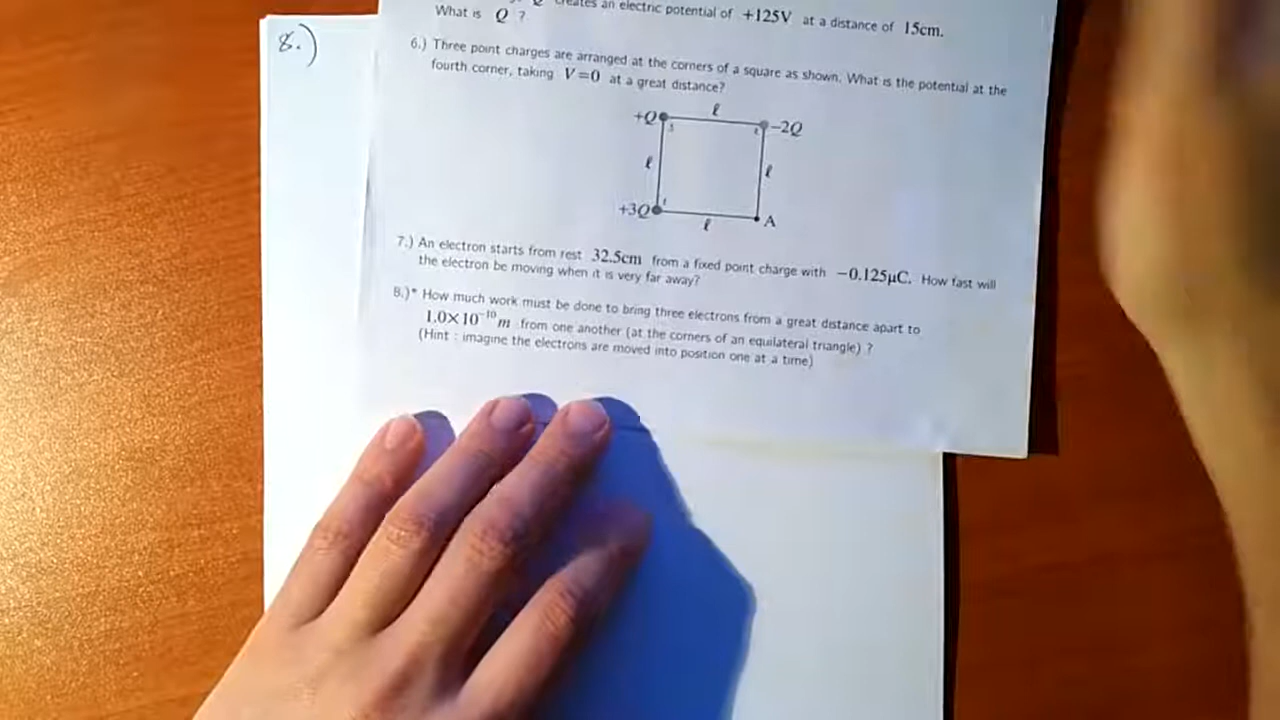 creates an electric potential of +125V at a distance of 15cm.
What is Q ?
8.)
6.) Three point charges are arranged at the corners of a square as shown. What is the potential at the
fourth corner, taking V=0 at a great distance?
ℓ
+Q
-2Q
ℓ
ℓ
+3Q
A
ℓ
7.) An electron starts from rest 32.5cm from a fixed point charge with -0.125μC. How fast will
the electron be moving when it is very far away?
8.)* How much work must be done to bring three electrons from a great distance apart to
1.0×10⁻¹⁰m from one another (at the corners of an equilateral triangle) ?
(Hint : imagine the electrons are moved into position one at a time)